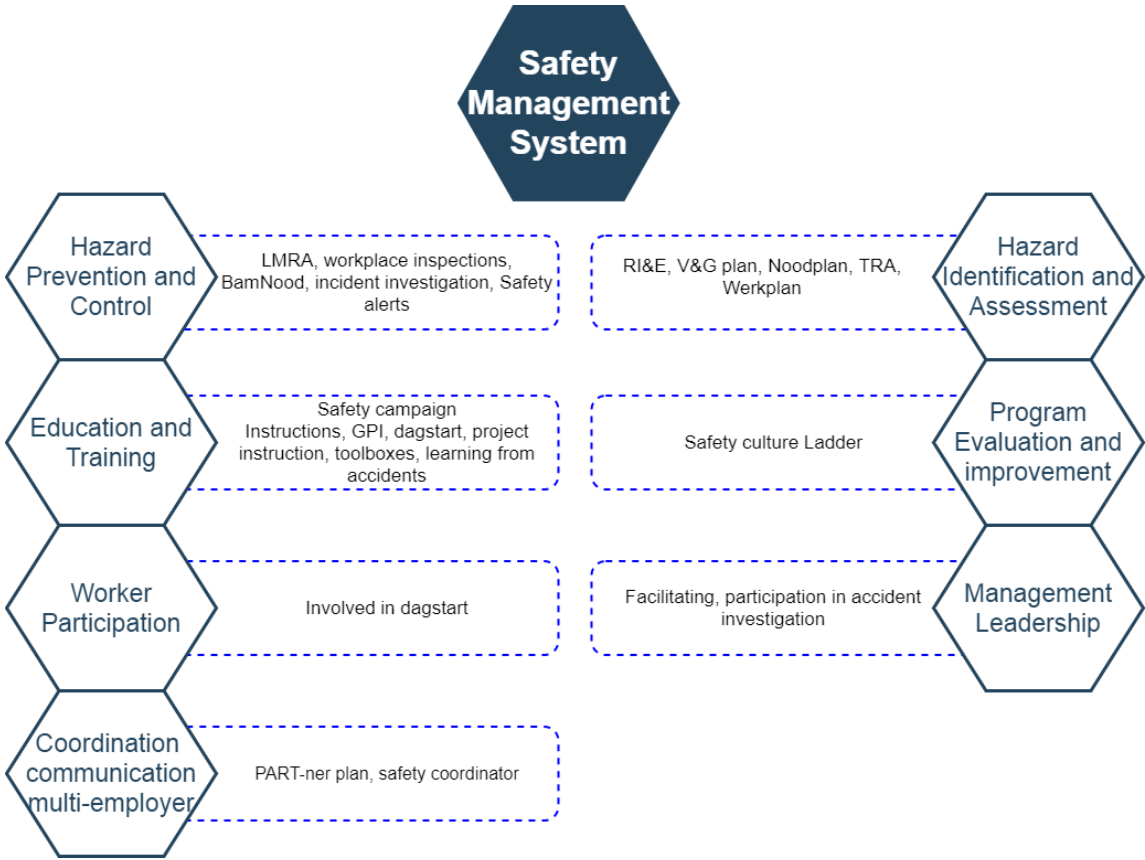 Safety
Management
System
Hazard
Prevention and
Control
LMRA, workplace inspections,
BamNood, incident investigation, Safety
alerts
RI&E, V&G plan, Noodplan, TRA,
Werkplan
Hazard
Identification and
Assessment
Education and
Training
Safety campaign
Instructions, GPI, dagstart, project
instruction, toolboxes, learning from
accidents
Safety culture Ladder
Program
Evaluation and
improvement
Worker
Participation
Involved in dagstart
Facilitating, participation in accident
investigation
Management
Leadership
Coordination
communication
multi-employer
PART-ner plan, safety coordinator